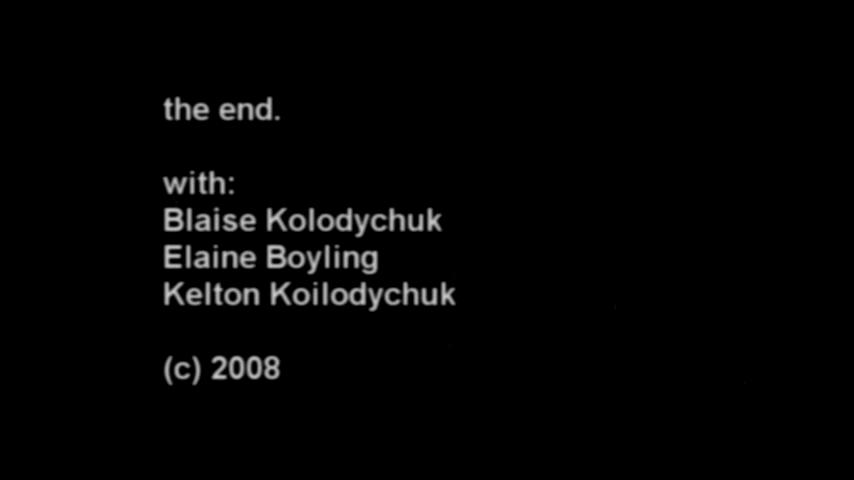 the end.
with:
Blaise Kolodychuk
Elaine Boyling
Kelton Koilodychuk
(c) 2008